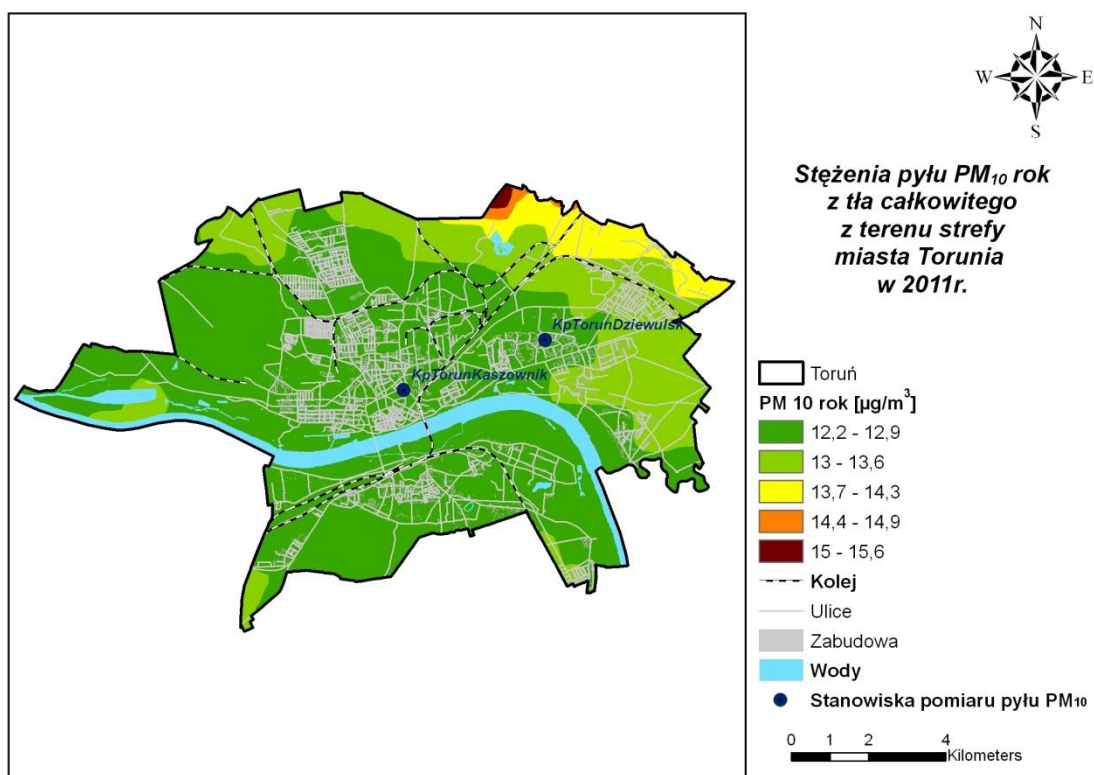 N
W E
S
Stężenia pyłu PM10 rok
z tła całkowitego
z terenu strefy
miasta Torunia
w 2011r.
KpTorunDziewulsk
KpTorunKaszownik
Toruń
PM 10 rok [µg/m³]
12,2 - 12,9
13 - 13,6
13,7 - 14,3
14,4 - 14,9
15 - 15,6
Kolej
Ulice
Zabudowa
Wody
Stanowiska pomiaru pyłu PM10
0 1 2 4
Kilometers